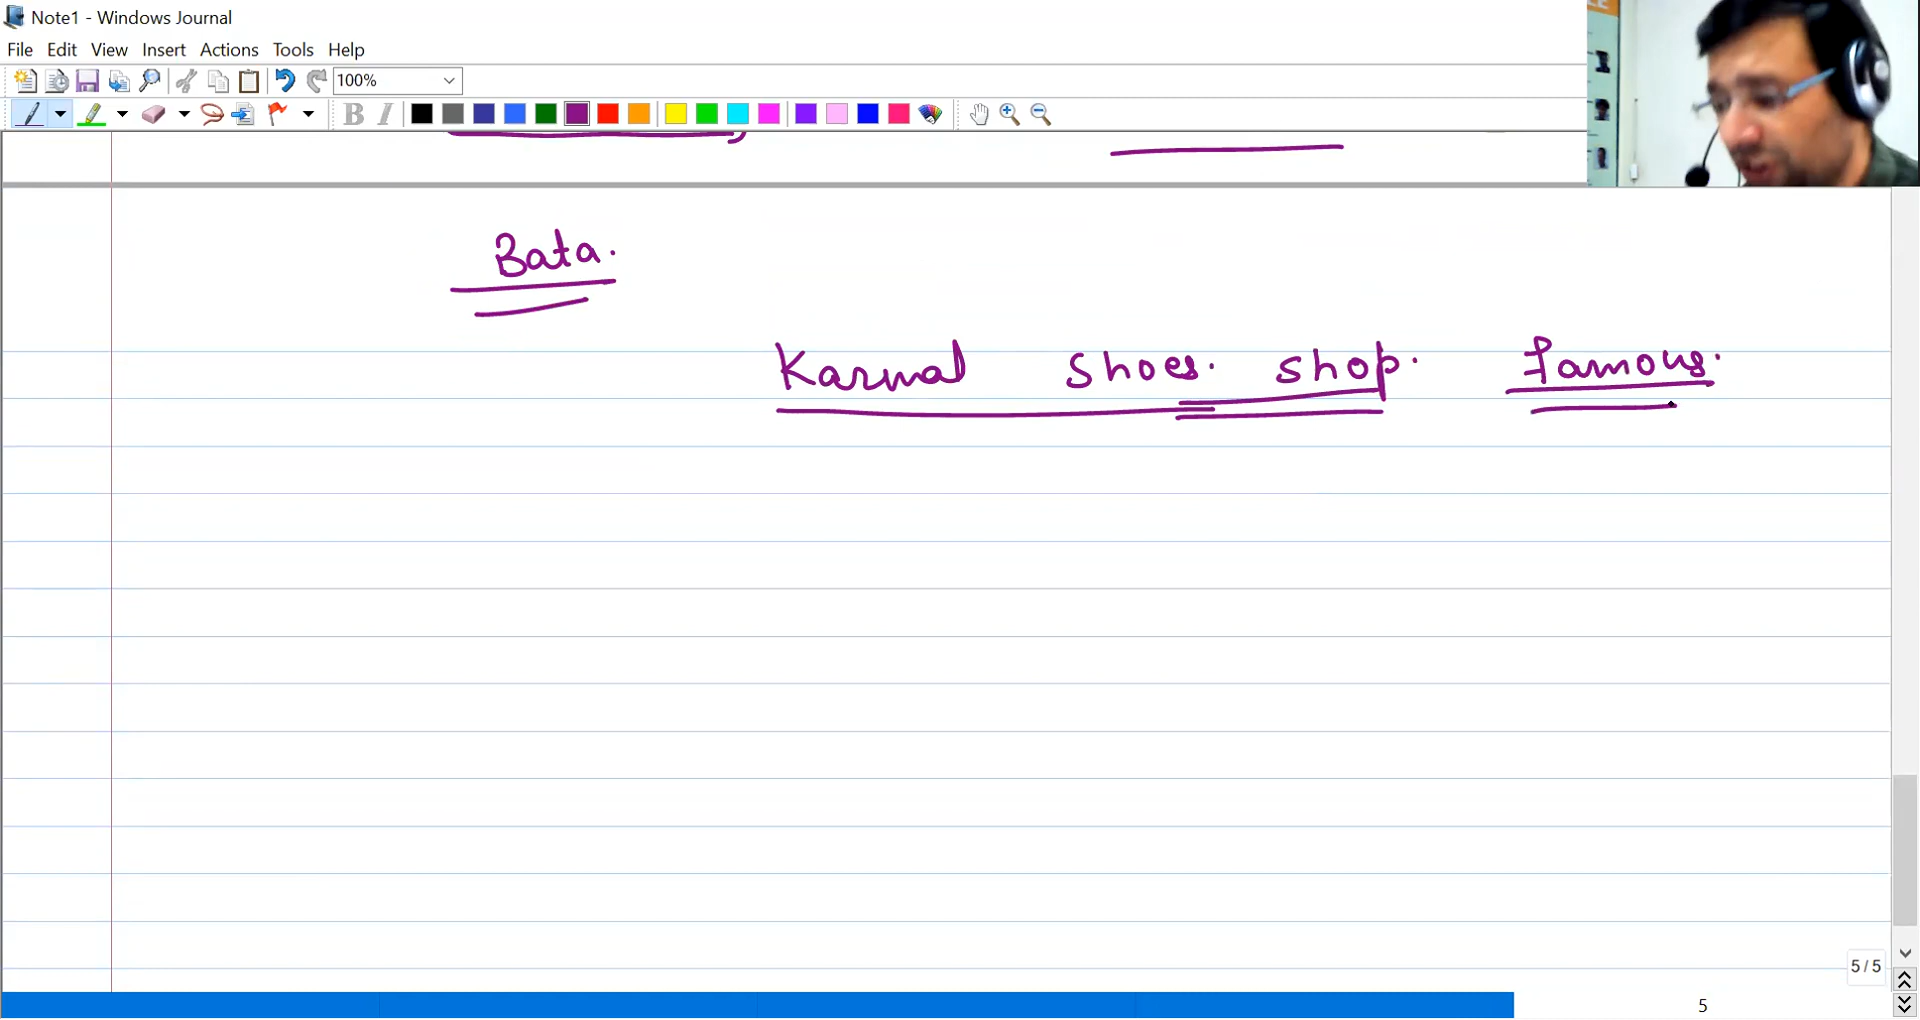 Note1 - Windows Journal
File Edit View Insert Actions Tools Help
100%
B I
Bata.
Karnal Shoes. Shop. famous.
5 / 5
5